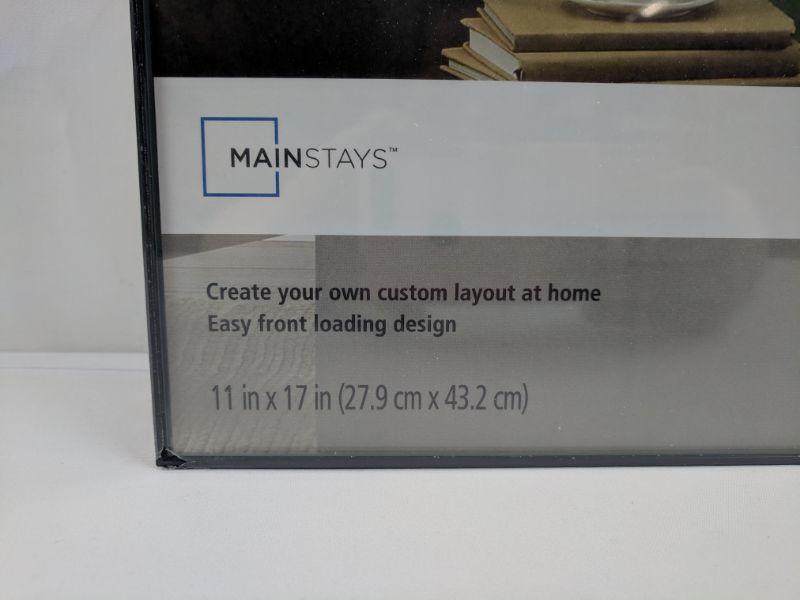 MAINSTAYS™
Create your own custom layout at home
Easy front loading design
11 in x 17 in (27.9 cm x 43.2 cm)